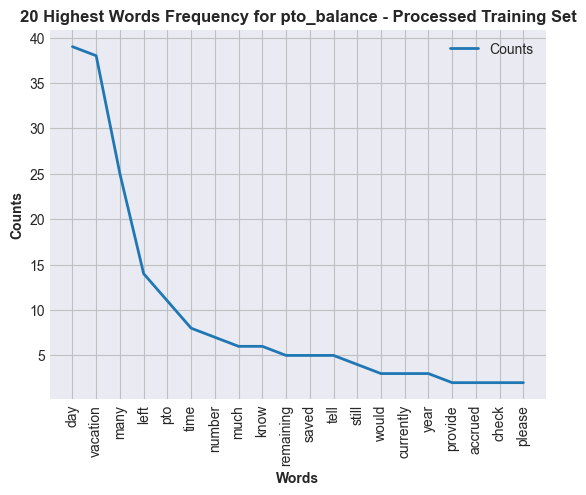 20 Highest Words Frequency for pto_balance - Processed Training Set
Counts
40
35
30
25
20
15
10
5
Counts
day
vacation
many
left
pto
time
number
much
know
remaining
saved
tell
still
would
currently
year
provide
accrued
check
please
Words